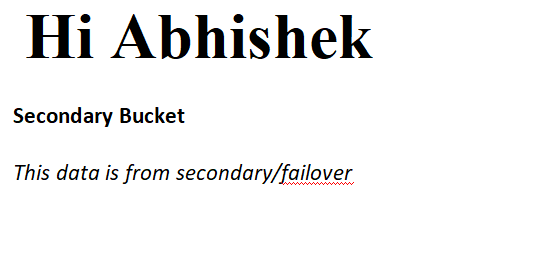 Hi Abhishek
Secondary Bucket
This data is from secondary/failover